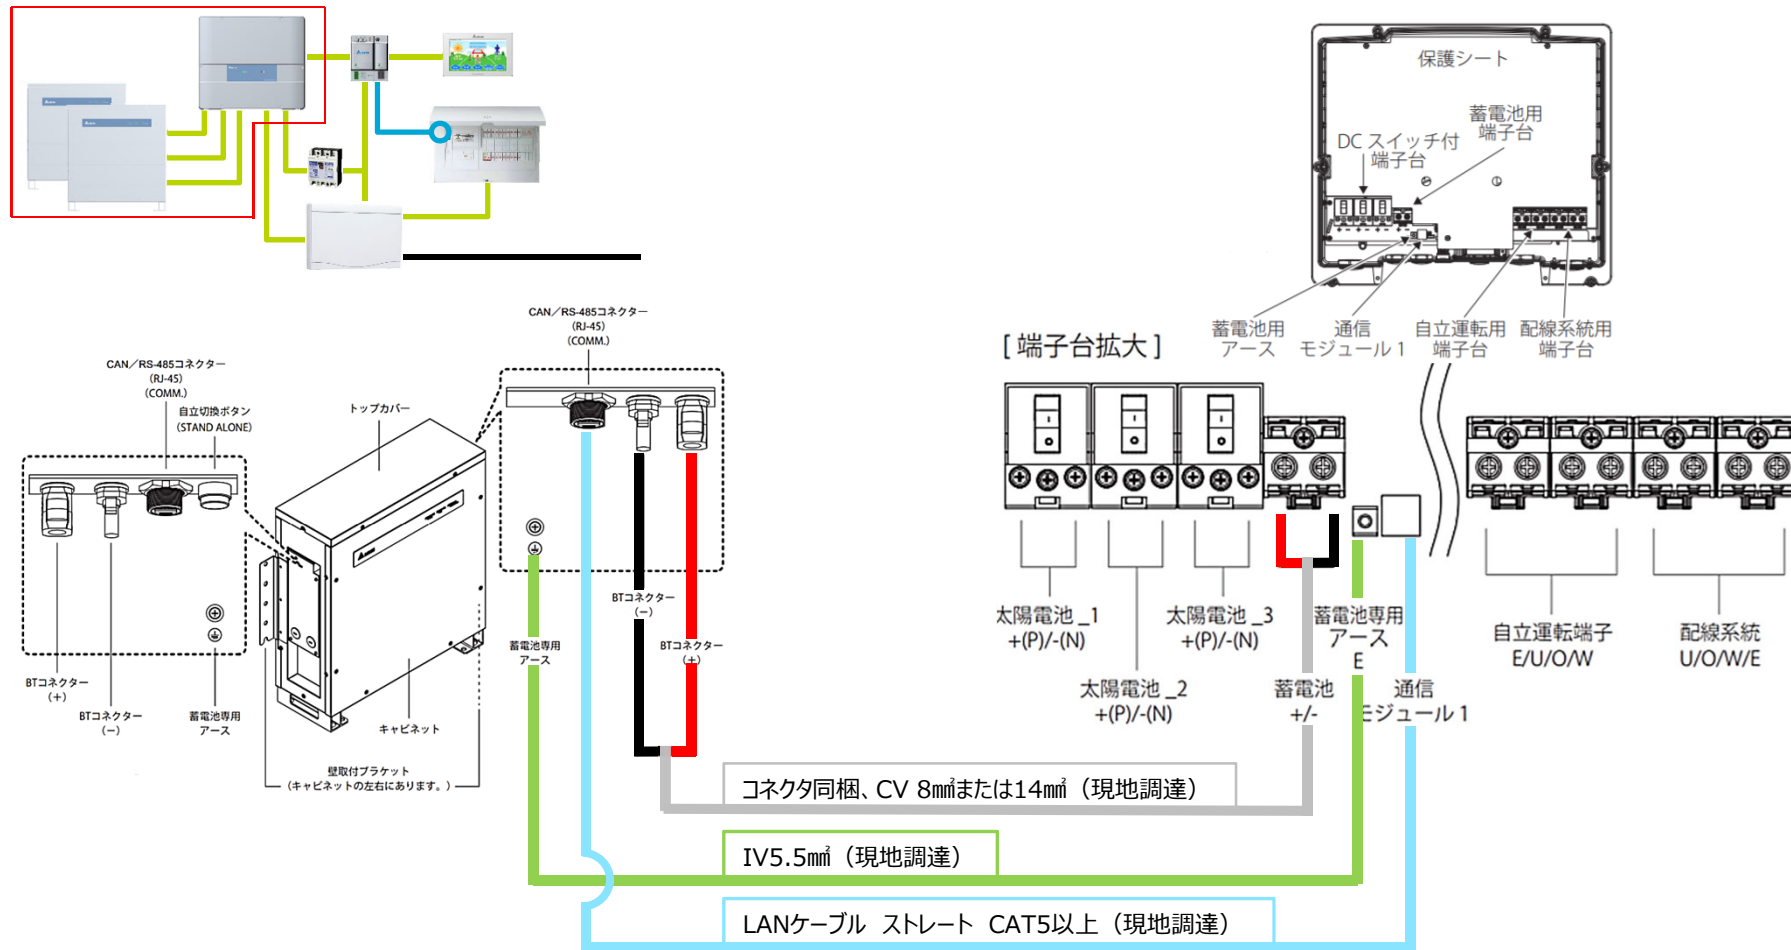 保護シート
蓄電池用
端子台
DC スイッチ付
端子台
蓄電池用
アース
通信
モジュール 1
自立運転用
端子台
配線系統用
端子台
CAN／RS-485コネクター
(RJ-45)
(COMM.)
自立切換ボタン
(STAND ALONE)
BTコネクター
(+)
BTコネクター
(−)
蓄電池専用
アース
トップカバー
キャビネット
壁取付ブラケット
(キャビネットの左右にあります。)
CAN／RS-485コネクター
(RJ-45)
(COMM.)
BTコネクター
(−)
BTコネクター
(+)
蓄電池専用
アース
[ 端子台拡大 ]
太陽電池 _1
+(P)/-(N)
太陽電池 _2
+(P)/-(N)
太陽電池 _3
+(P)/-(N)
蓄電池
+/-
蓄電池専用
アース
E
通信
モジュール 1
自立運転端子
E/U/O/W
配線系統
U/O/W/E
コネクタ同梱、CV 8㎟または14㎟（現地調達）
IV5.5㎟（現地調達）
LANケーブル ストレート CAT5以上（現地調達）